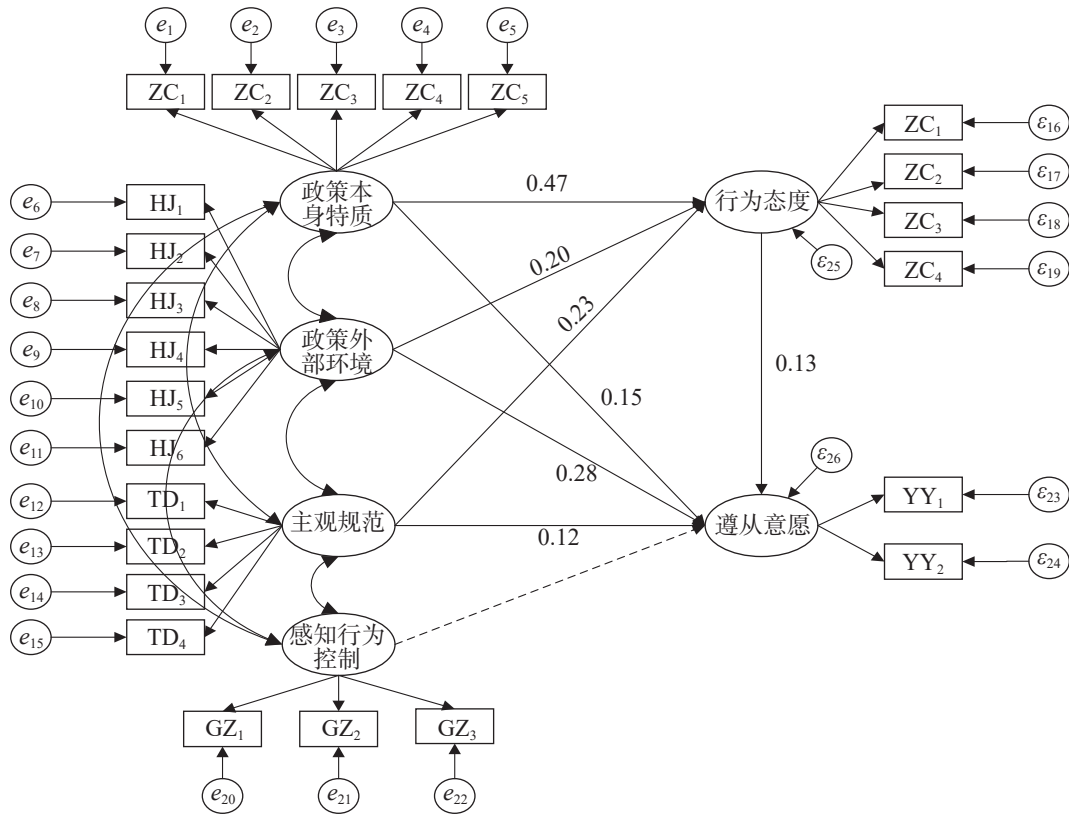 e₁ e₂ e₃ e₄ e₅
ZC₁ ZC₂ ZC₃ ZC₄ ZC₅
e₆ HJ₁
e₇ HJ₂
e₈ HJ₃
e₉ HJ₄
e₁₀ HJ₅
e₁₁ HJ₆
e₁₂ TD₁
e₁₃ TD₂
e₁₄ TD₃
e₁₅ TD₄
政策本
身特质
政策外
部环境
主观规范
感知行为
控制
GZ₁ GZ₂ GZ₃
e₂₀ e₂₁ e₂₂
0.47
0.20
0.23
0.15
0.28
0.12
0.13
行为态度
ε₂₅
ZC₁ ε₁₆
ZC₂ ε₁₇
ZC₃ ε₁₈
ZC₄ ε₁₉
ε₂₆
遵从意愿
YY₁ ε₂₃
YY₂ ε₂₄